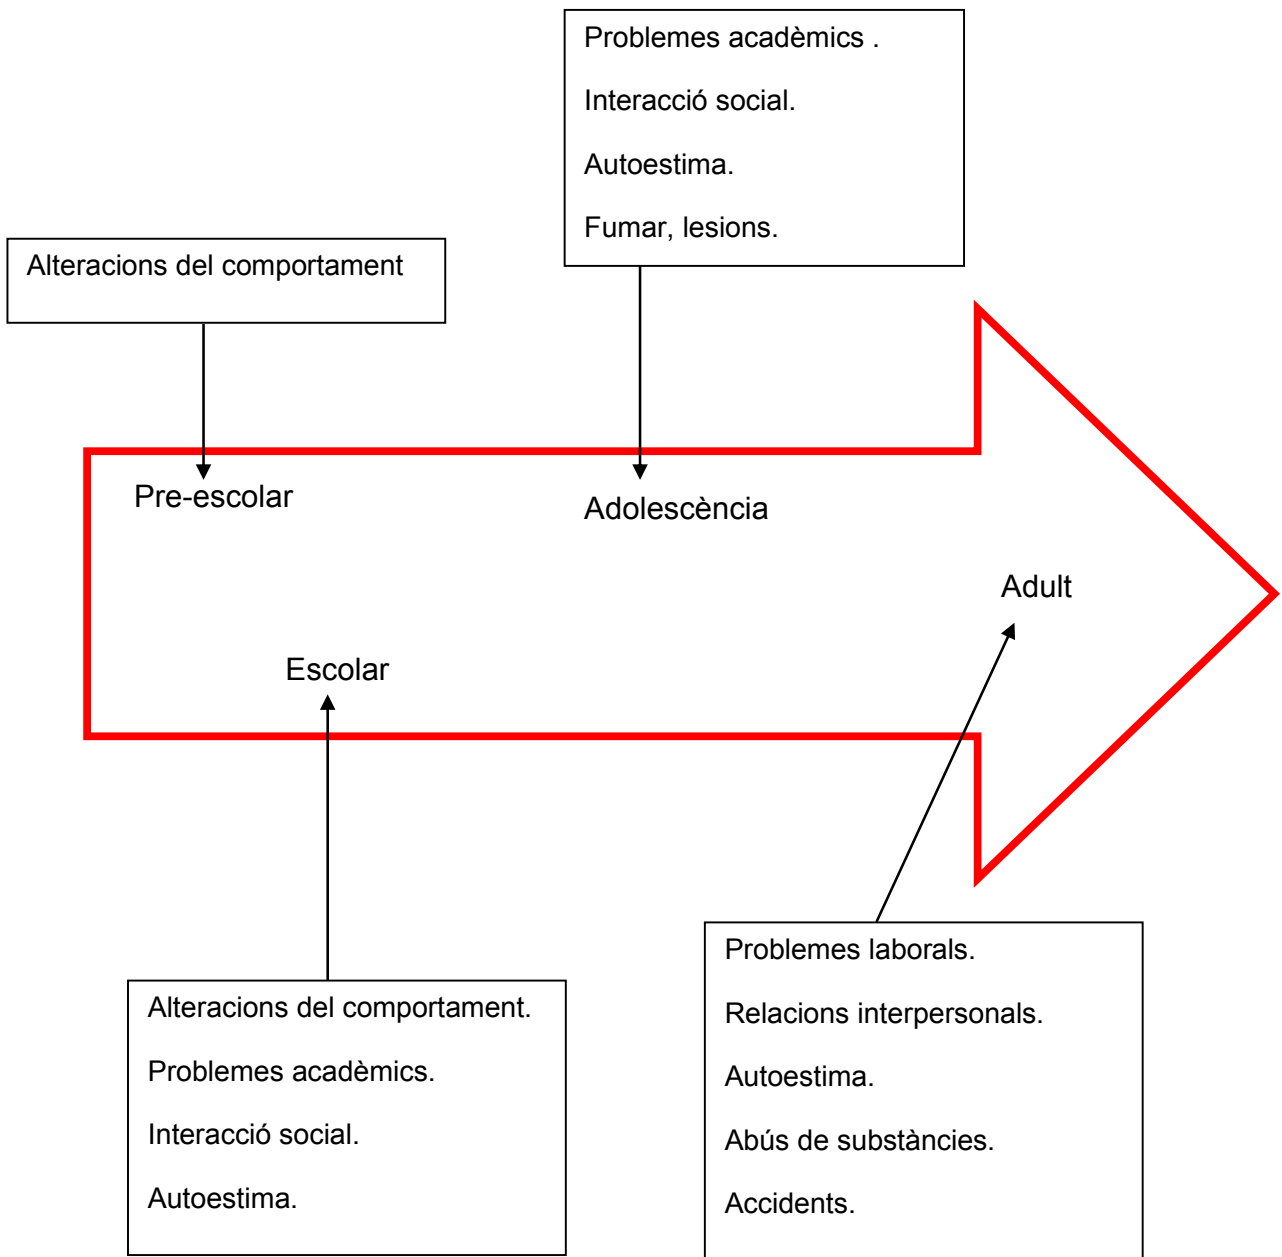 Problemes acadèmics .
Interacció social.
Autoestima.
Fumar, lesions.
Alteracions del comportament
Pre-escolar
Adolescència
Adult
Escolar
Alteracions del comportament.
Problemes acadèmics.
Interacció social.
Autoestima.
Problemes laborals.
Relacions interpersonals.
Autoestima.
Abús de substàncies.
Accidents.